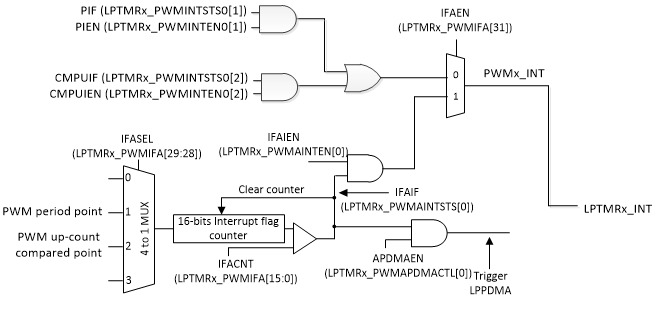 PIF (LPTMRx_PWMINTSTS0[1])
PIEN (LPTMRx_PWMINTEN0[1])
IFAEN
(LPTMRx_PWMIFA[31])
CMPUIF (LPTMRx_PWMINTSTS0[2])
CMPUIEN (LPTMRx_PWMINTEN0[2])
0
1
PWMx_INT
IFASEL
(LPTMRx_PWMIFA[29:28])
IFAIEN
(LPTMRx_PWMAINTEN[0])
0
Clear counter
IFAIF
(LPTMRx_PWMAINTSTS[0])
LPTMRx_INT
PWM period point
1
4 to 1 MUX
16-bits Interrupt flag
counter
PWM up-count
compared point
2
3
IFACNT
(LPTMRx_PWMIFA[15:0])
APDMAEN
(LPTMRx_PWMAPDMACTL[0])
Trigger
LPPDMA